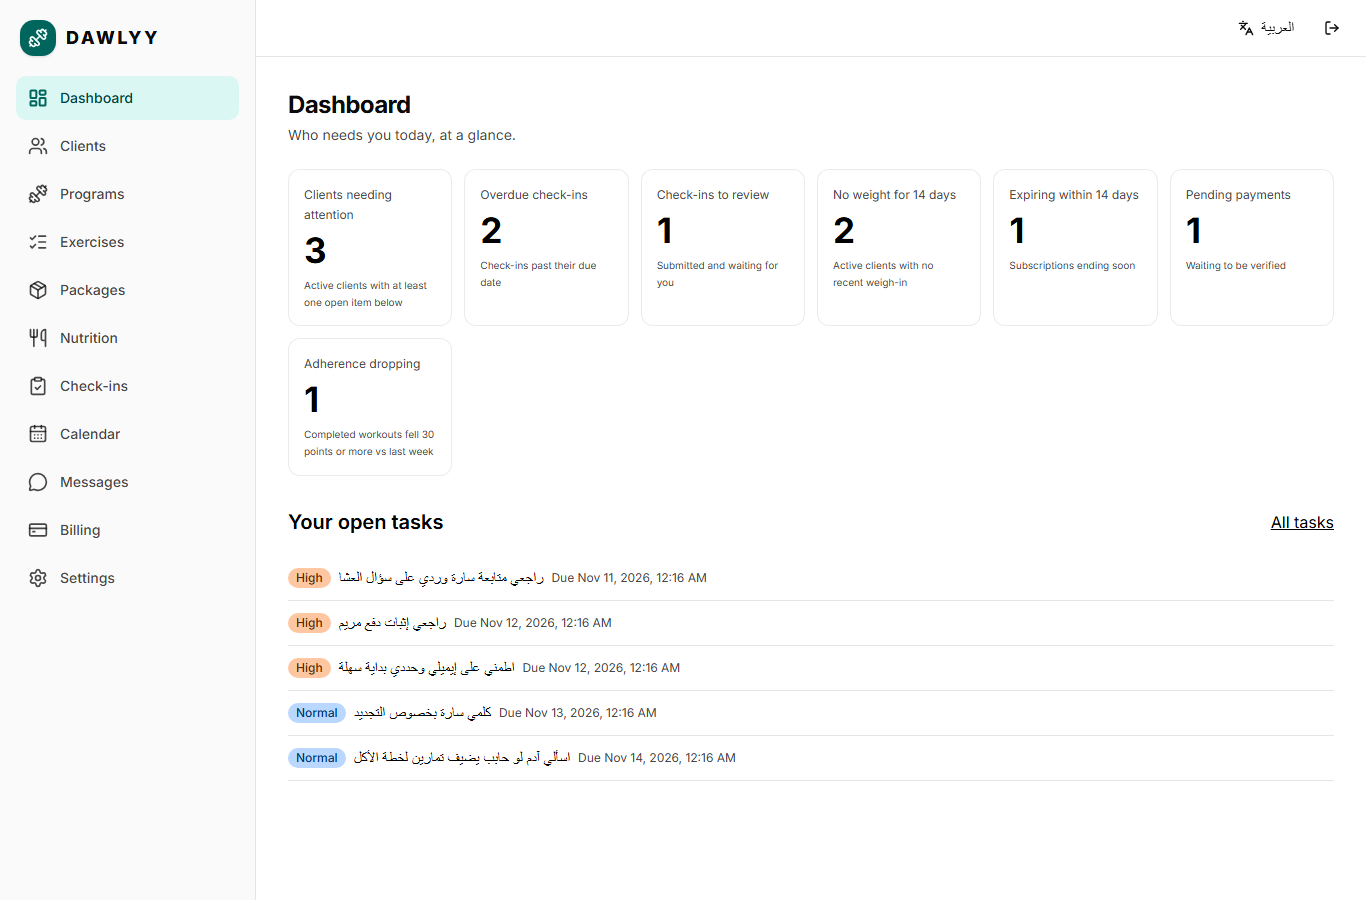 DAWLYY
العربية
Dashboard
Clients
Programs
Exercises
Packages
Nutrition
Check-ins
Calendar
Messages
Billing
Settings
Dashboard
Who needs you today, at a glance.
Clients needing
attention
3
Active clients with at least
one open item below
Overdue check-ins
2
Check-ins past their due
date
Check-ins to review
1
Submitted and waiting for
you
No weight for 14 days
2
Active clients with no
recent weigh-in
Expiring within 14 days
1
Subscriptions ending soon
Pending payments
1
Waiting to be verified
Adherence dropping
1
Completed workouts fell 30
points or more vs last week
Your open tasks
All tasks
High راجعي متابعة سارة وردي على سؤال العشا Due Nov 11, 2026, 12:16 AM
High راجعي إثبات دفع مريم Due Nov 12, 2026, 12:16 AM
High اطمني على إيميلي وحددي بداية سهلة Due Nov 12, 2026, 12:16 AM
Normal كلمي سارة بخصوص التجديد Due Nov 13, 2026, 12:16 AM
Normal اسألي آدم لو حابب يضيف تمارين لخطة الأكل Due Nov 14, 2026, 12:16 AM